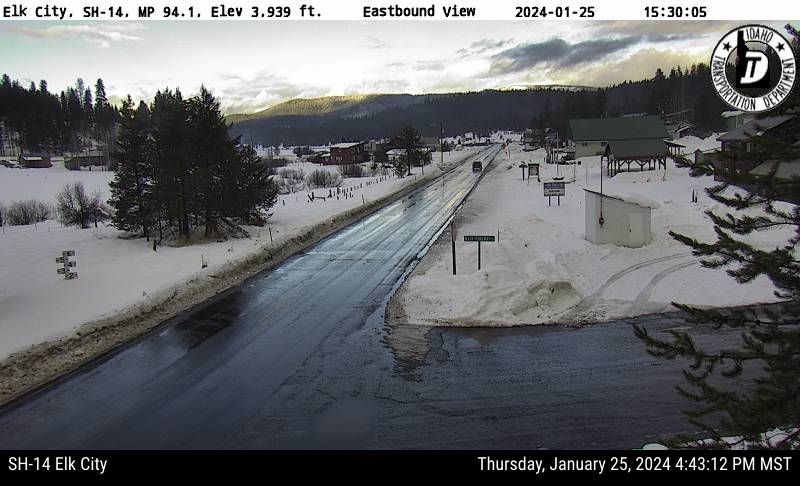 Elk City, SH-14, MP 94.1, Elev 3,939 ft. Eastbound View 2024-01-25 15:30:05
IDAHO
TRANSPORTATION DEPARTMENT
SH-14 Elk City Thursday, January 25, 2024 4:43:12 PM MST